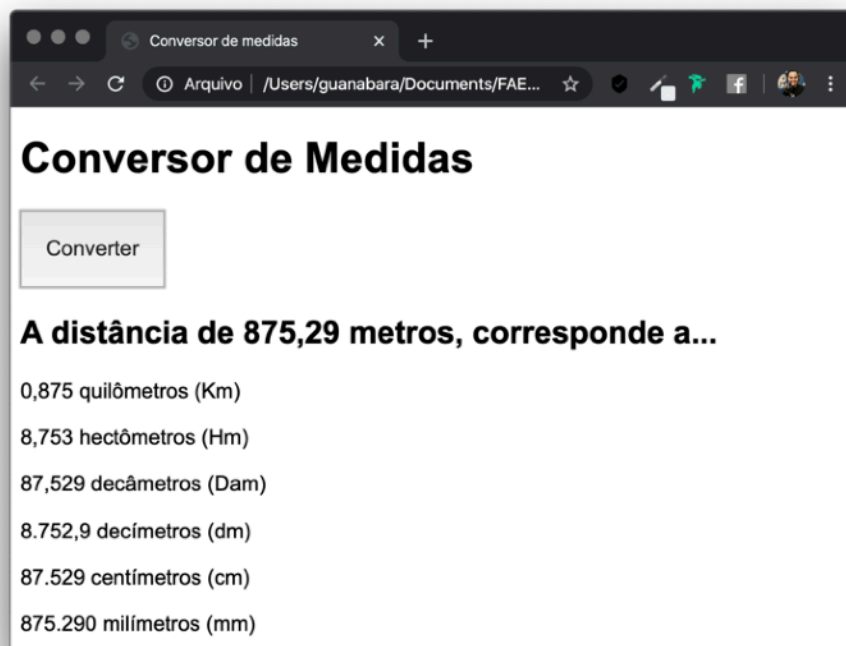 Conversor de medidas
Arquivo | /Users/guanabara/Documents/FAE...
Conversor de Medidas
Converter
A distância de 875,29 metros, corresponde a...
0,875 quilômetros (Km)
8,753 hectômetros (Hm)
87,529 decâmetros (Dam)
8.752,9 decímetros (dm)
87.529 centímetros (cm)
875.290 milímetros (mm)